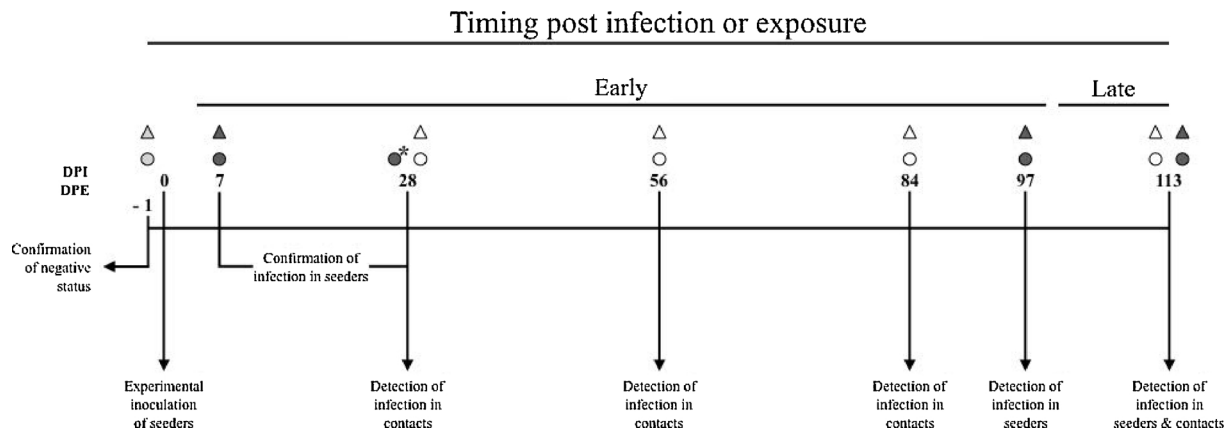 Timing post infection or exposure
Early
Late
*
DPI
DPE
- 1
0
7
28
56
84
97
113
Confirmation
of negative
status
Confirmation of
infection in seeders
Experimental
inoculation
of seeders
Detection of
infection in
contacts
Detection of
infection in
contacts
Detection of
infection in
contacts
Detection of
infection in
seeders
Detection of
infection in
seeders & contacts